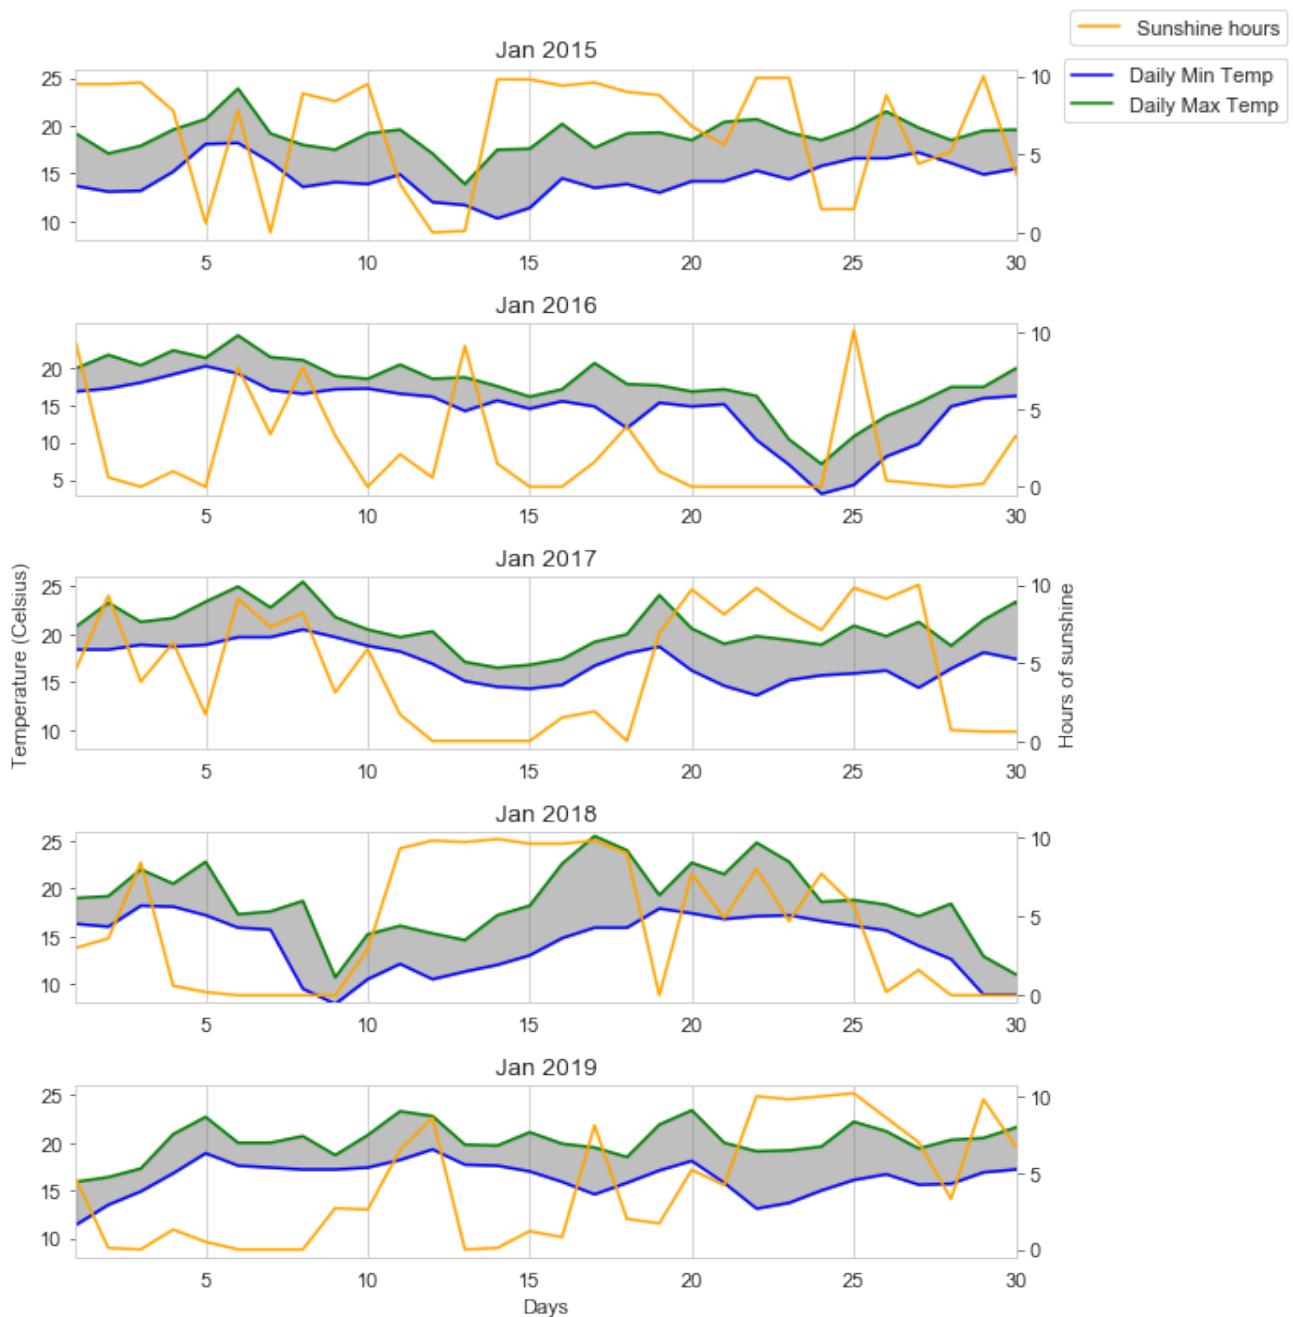 Sunshine hours
Daily Min Temp
Daily Max Temp
Jan 2015
25
20
15
10
10
5
0
5 10 15 20 25 30
Jan 2016
20
15
10
5
10
5
0
5 10 15 20 25 30
Temperature (Celsius)
Jan 2017
25
20
15
10
10
5
0
Hours of sunshine
5 10 15 20 25 30
Jan 2018
25
20
15
10
10
5
0
5 10 15 20 25 30
Jan 2019
25
20
15
10
10
5
0
5 10 15 20 25 30
Days